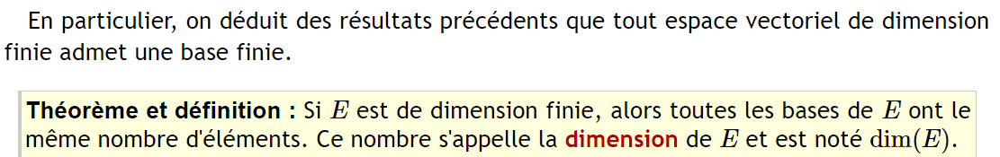 En particulier, on déduit des résultats précédents que tout espace vectoriel de dimension
finie admet une base finie.
Théorème et définition : Si E est de dimension finie, alors toutes les bases de E ont le
même nombre d'éléments. Ce nombre s'appelle la dimension de E et est noté dim(E).